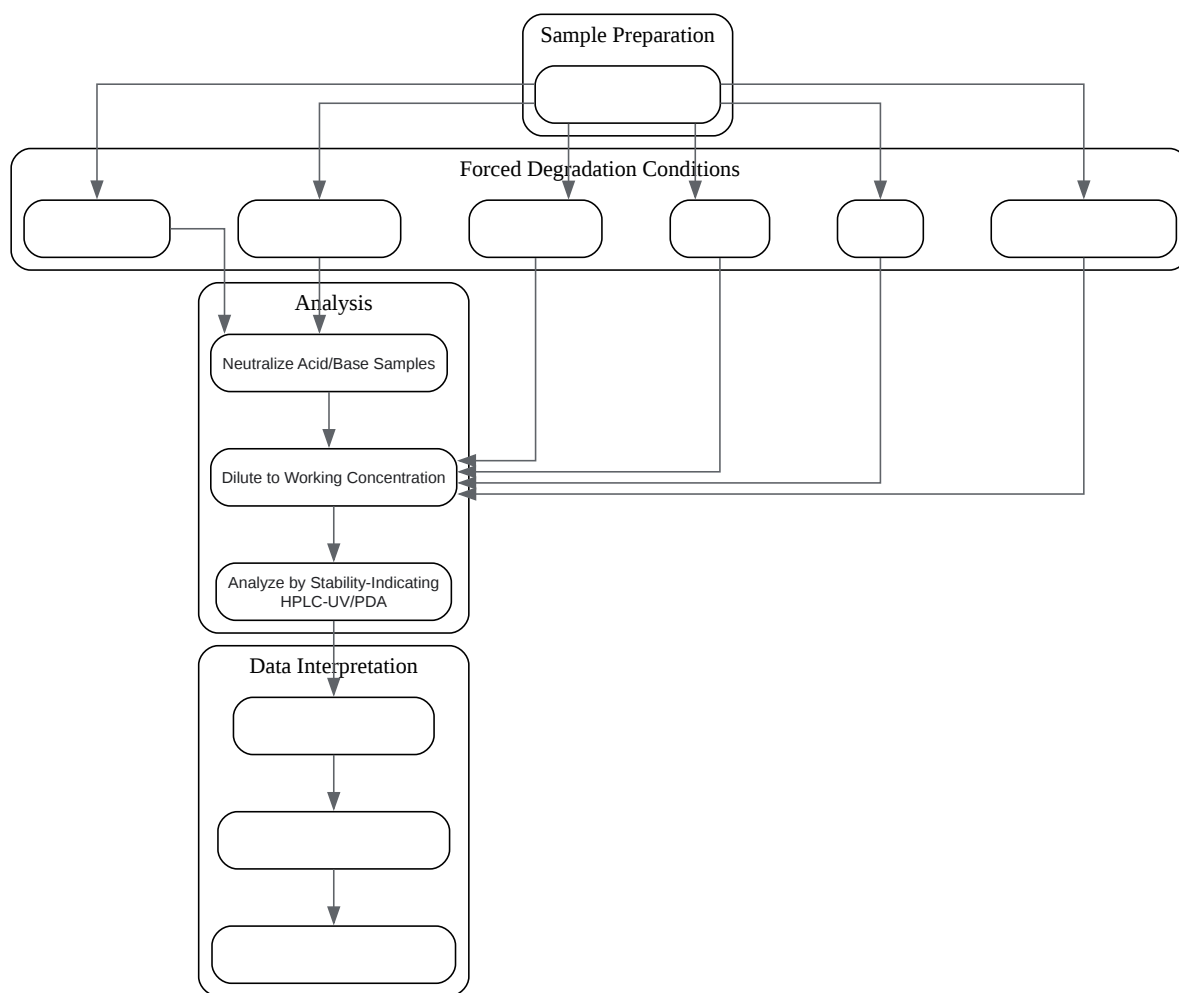 Sample Preparation
Forced Degradation Conditions
Analysis
Neutralize Acid/Base Samples
Dilute to Working Concentration
Analyze by Stability-Indicating
HPLC-UV/PDA
Data Interpretation